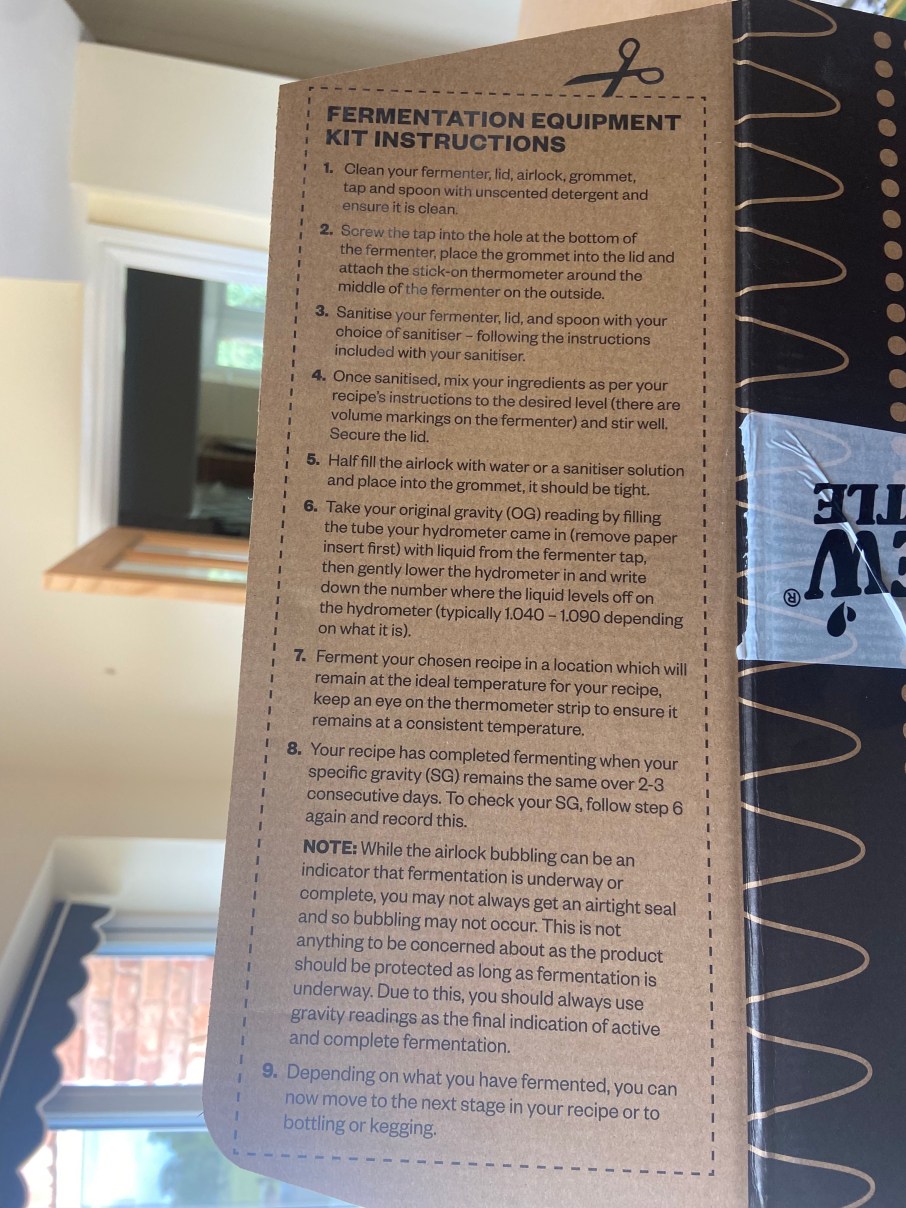 FERMENTATION EQUIPMENT
KIT INSTRUCTIONS
1. Clean your fermenter, lid, airlock, grommet,
tap and spoon with unscented detergent and
ensure it is clean.
2. Screw the tap into the hole at the bottom of
the fermenter, place the grommet into the lid and
attach the stick-on thermometer around the
middle of the fermenter on the outside.
3. Sanitise your fermenter, lid, and spoon with your
choice of sanitiser – following the instructions
included with your sanitiser.
4. Once sanitised, mix your ingredients as per your
recipe's instructions to the desired level (there are
volume markings on the fermenter) and stir well.
Secure the lid.
5. Half fill the airlock with water or a sanitiser solution
and place into the grommet, it should be tight.
6. Take your original gravity (OG) reading by filling
the tube your hydrometer came in (remove paper
insert first) with liquid from the fermenter tap,
then gently lower the hydrometer in and write
down the number where the liquid levels off on
the hydrometer (typically 1.040 – 1.090 depending
on what it is).
7. Ferment your chosen recipe in a location which will
remain at the ideal temperature for your recipe,
keep an eye on the thermometer strip to ensure it
remains at a consistent temperature.
8. Your recipe has completed fermenting when your
specific gravity (SG) remains the same over 2-3
consecutive days. To check your SG, follow step 6
again and record this.
NOTE: While the airlock bubbling can be an
indicator that fermentation is underway or
complete, you may not always get an airtight seal
and so bubbling may not occur. This is not
anything to be concerned about as the product
should be protected as long as fermentation is
underway. Due to this, you should always use
gravity readings as the final indication of active
and complete fermentation.
9. Depending on what you have fermented, you can
now move to the next stage in your recipe or to
bottling or kegging.
EW®